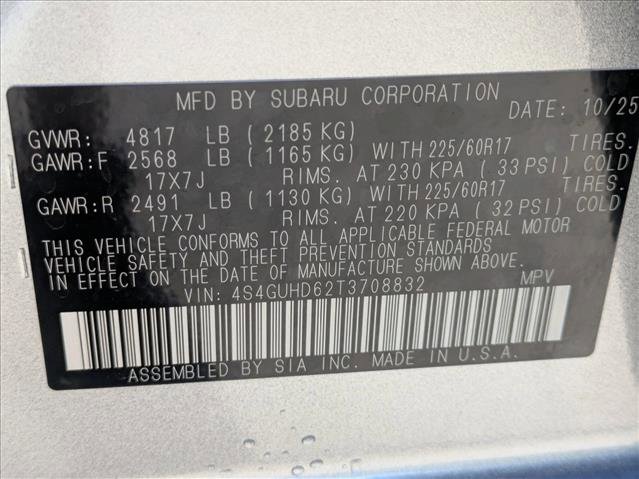 MFD BY SUBARU CORPORATION DATE: 10/25
GVWR: 4817 LB (2185 KG)
GAWR:F 2568 LB (1165 KG) WITH 225/60R17 TIRES.
17X7J RIMS. AT 230 KPA (33 PSI) COLD
GAWR:R 2491 LB (1130 KG) WITH 225/60R17 TIRES.
17X7J RIMS. AT 220 KPA (32 PSI) COLD
THIS VEHICLE CONFORMS TO ALL APPLICABLE FEDERAL MOTOR
VEHICLE SAFETY AND THEFT PREVENTION STANDARDS
IN EFFECT ON THE DATE OF MANUFACTURE SHOWN ABOVE.
VIN: 4S4GUHD62T3708832 MPV
ASSEMBLED BY SIA INC. MADE IN U.S.A.